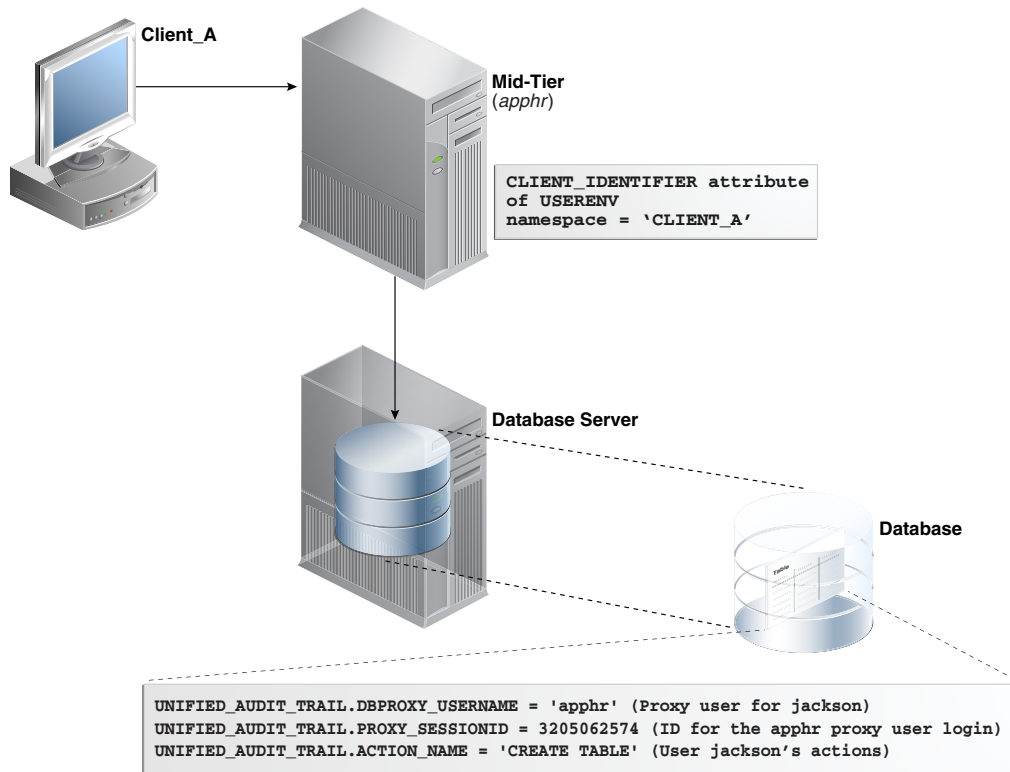 Client_A
Mid-Tier
(apphr)
CLIENT_IDENTIFIER attribute
of USERENV
namespace = ‘CLIENT_A’
Database Server
Database
Table
UNIFIED_AUDIT_TRAIL.DBPROXY_USERNAME = 'apphr' (Proxy user for jackson)
UNIFIED_AUDIT_TRAIL.PROXY_SESSIONID = 3205062574 (ID for the apphr proxy user login)
UNIFIED_AUDIT_TRAIL.ACTION_NAME = 'CREATE TABLE' (User jackson’s actions)